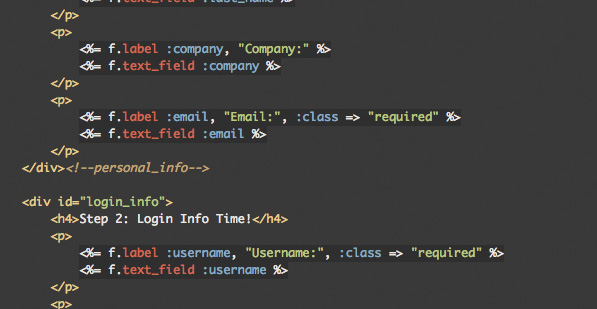 <%= f.text_field :last_name %>
</p>
<p>
<%= f.label :company, "Company:" %>
<%= f.text_field :company %>
</p>
<p>
<%= f.label :email, "Email:", :class => "required" %>
<%= f.text_field :email %>
</p>
</div><!--personal_info-->
<div id="login_info">
<h4>Step 2: Login Info Time!</h4>
<p>
<%= f.label :username, "Username:", :class => "required" %>
<%= f.text_field :username %>
</p>
<p>